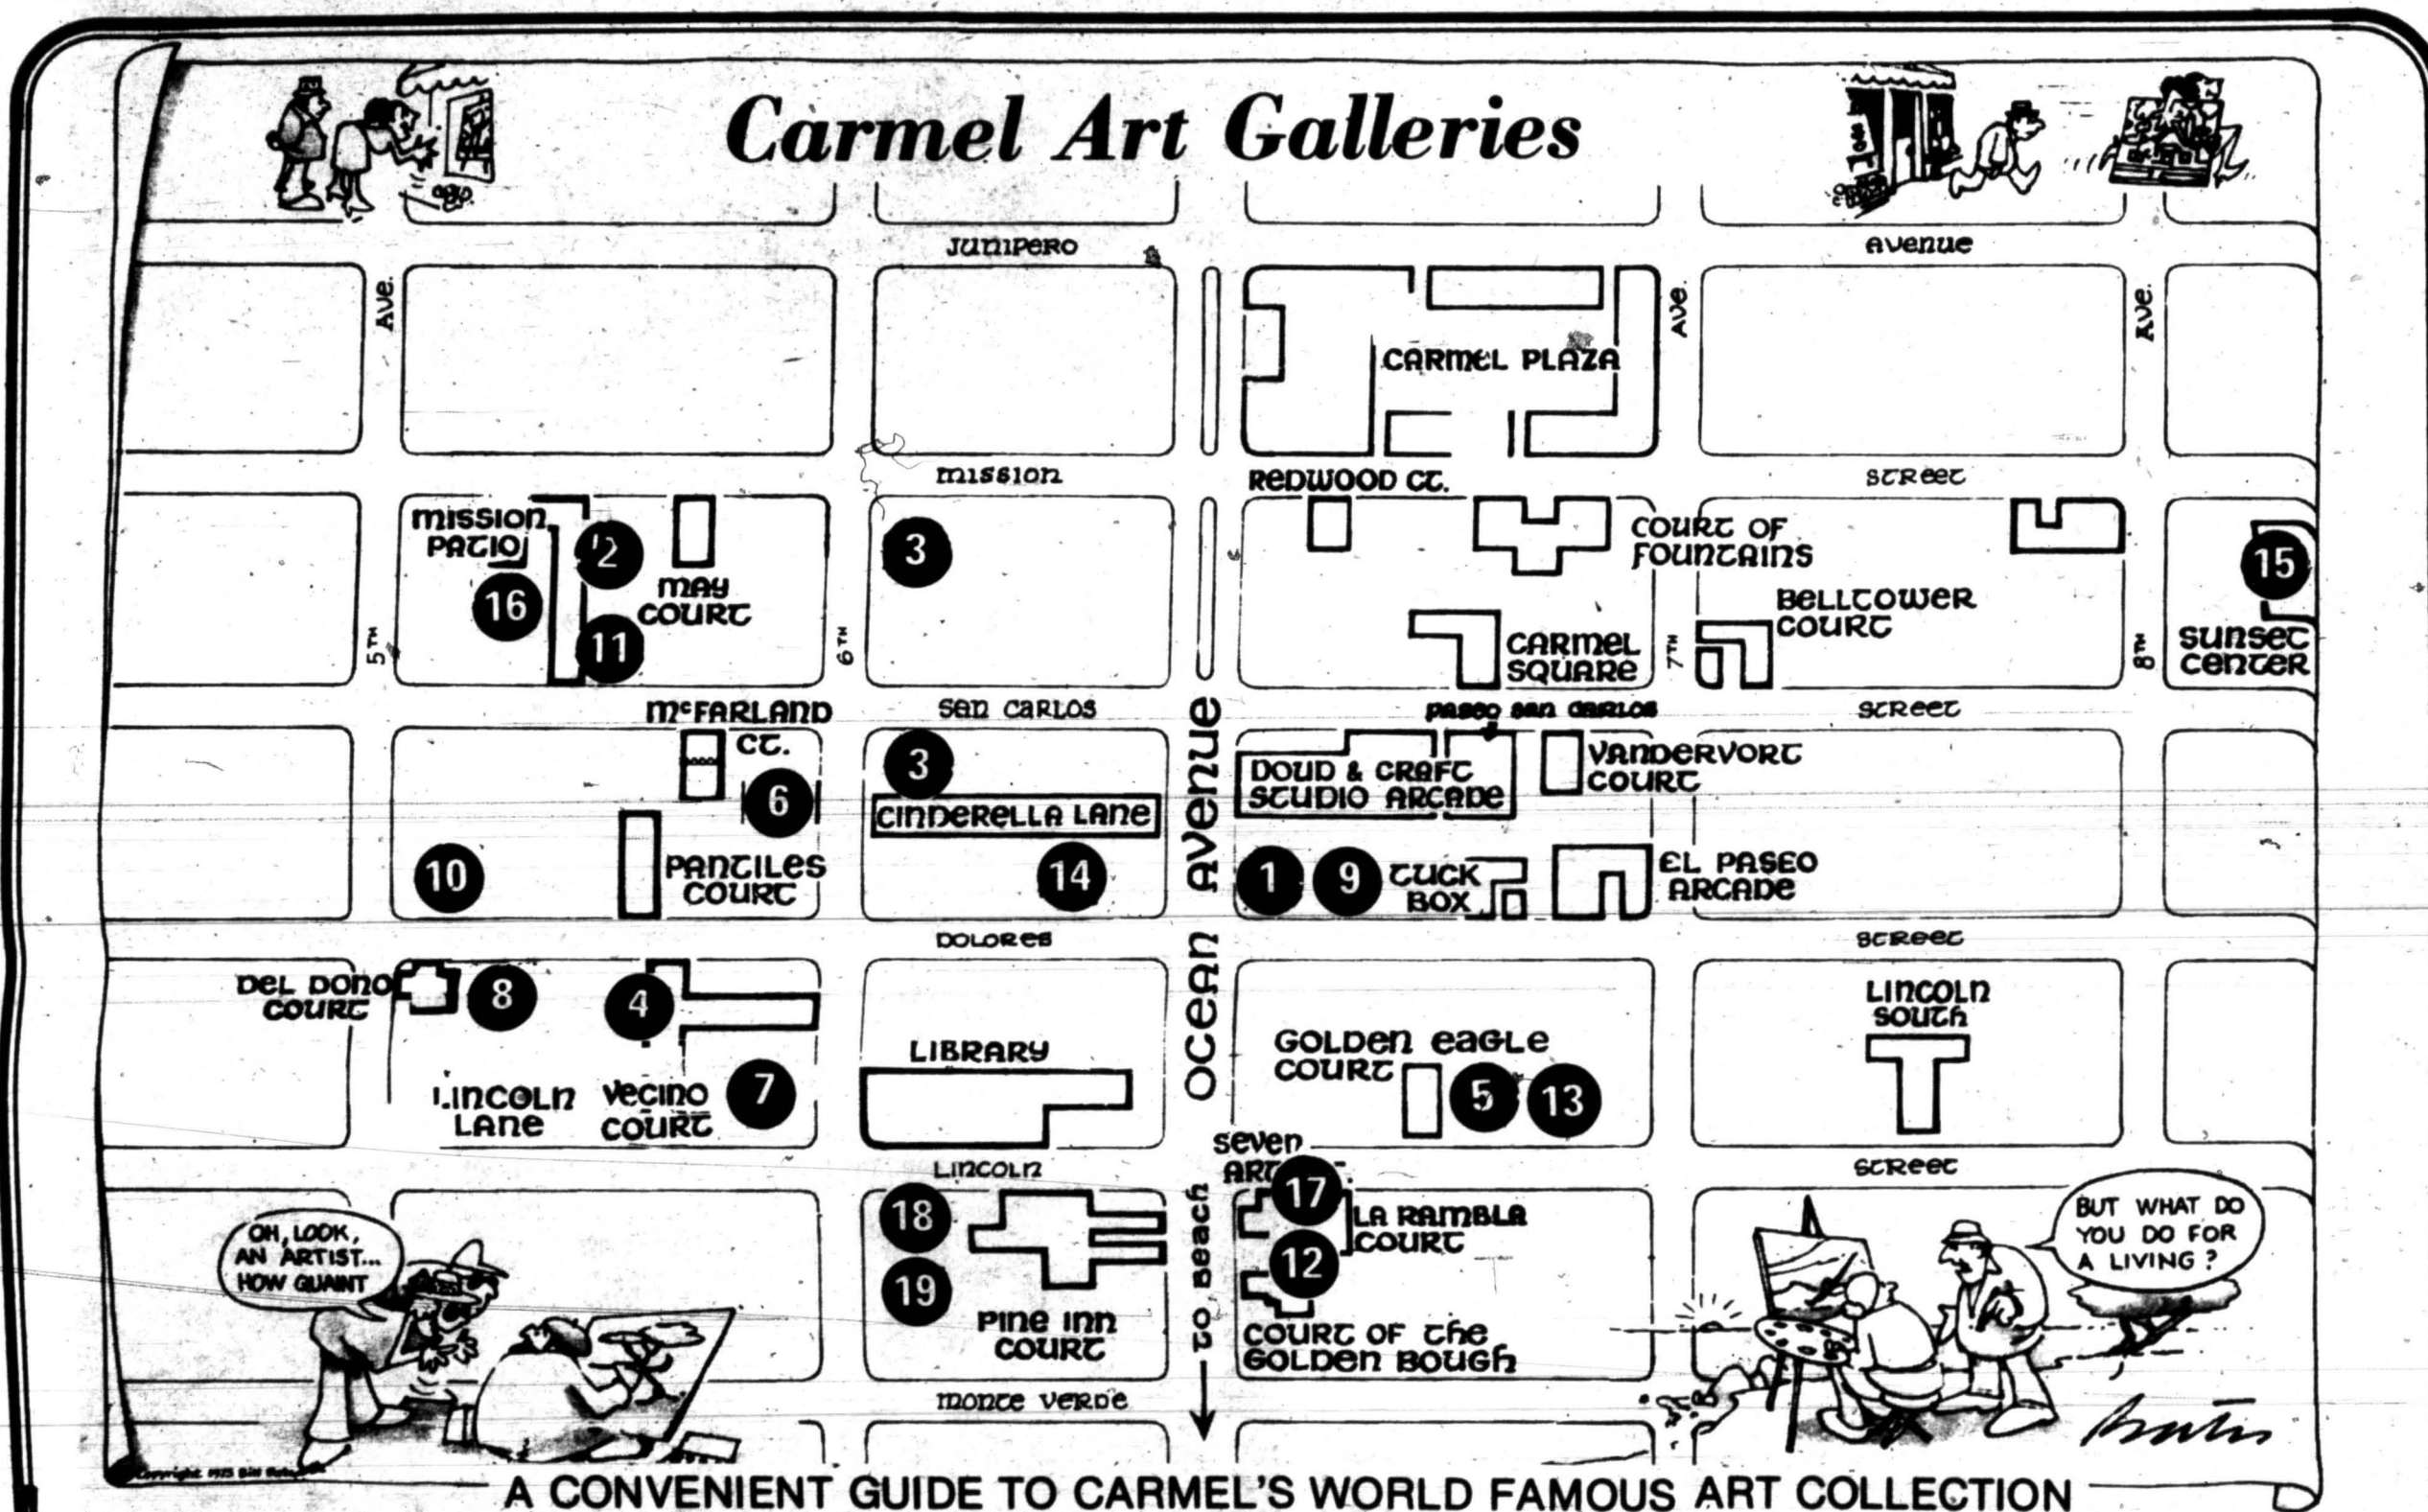 Carmel Art Galleries
JUNIPERO
AVENUE
AVE.
AVE.
AVE.
CARMEL PLAZA
MISSION
REDWOOD CT.
STREET
MISSION
PATIO
2
MAY
COURT
16
11
3
COURT OF
FOUNTAINS
BELLTOWER
COURT
CARMEL
SQUARE
15
SUNSET
CENTER
5TH
6TH
7TH
8TH
McFARLAND
CT.
SAN CARLOS
PASEO SAN CARLOS
STREET
6
3
CINDERELLA LANE
DOUD & CRAFT
STUDIO ARCADE
VANDERVORT
COURT
10
PANTILES
COURT
14
1
9
TUCK
BOX
EL PASEO
ARCADE
OCEAN AVENUE
DOLORES
STREET
DEL DONO
COURT
8
4
LINCOLN
LANE
VECINO
COURT
7
LIBRARY
GOLDEN EAGLE
COURT
5
13
LINCOLN
SOUTH
LINCOLN
STREET
SEVEN
ART
17
LA RAMBLA
COURT
12
COURT OF THE
GOLDEN BOUGH
18
19
PINE INN
COURT
TO BEACH
MONTE VERDE
OH, LOOK,
AN ARTIST...
HOW QUAINT
BUT WHAT DO
YOU DO FOR
A LIVING?
Copyright 1975 Bill
A CONVENIENT GUIDE TO CARMEL'S WORLD FAMOUS ART COLLECTION